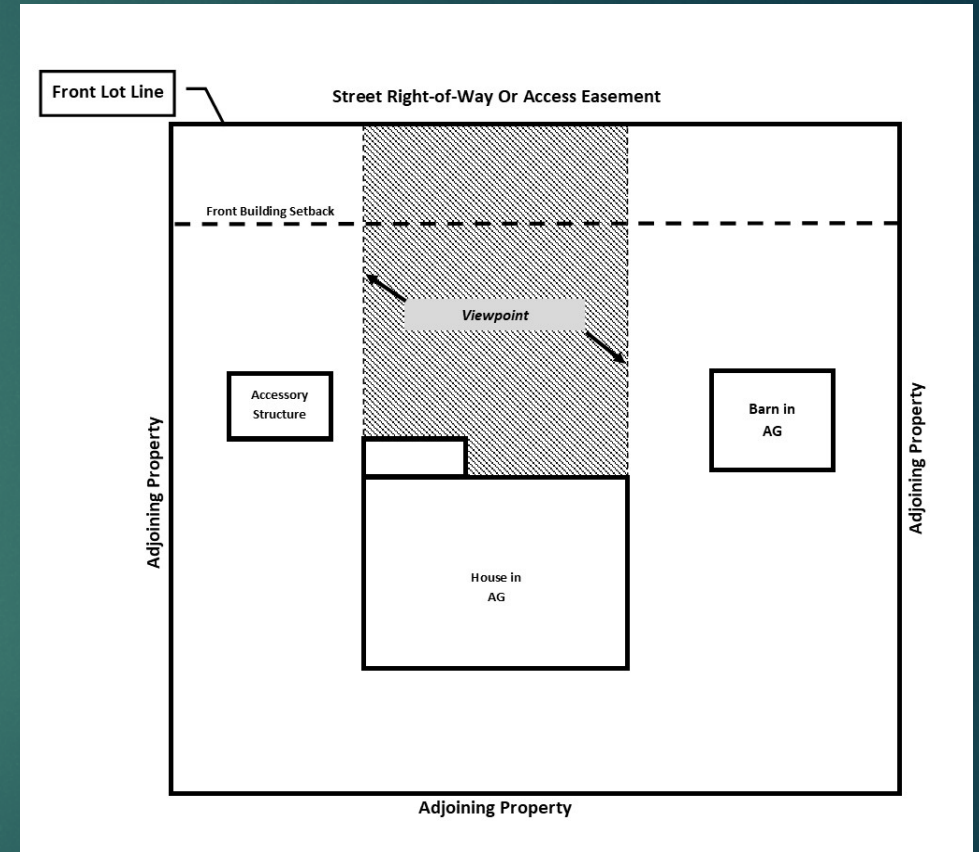 Front Lot Line
Street Right-of-Way Or Access Easement
Front Building Setback
Viewpoint
Accessory
Structure
Barn in
AG
Adjoining Property
Adjoining Property
House in
AG
Adjoining Property